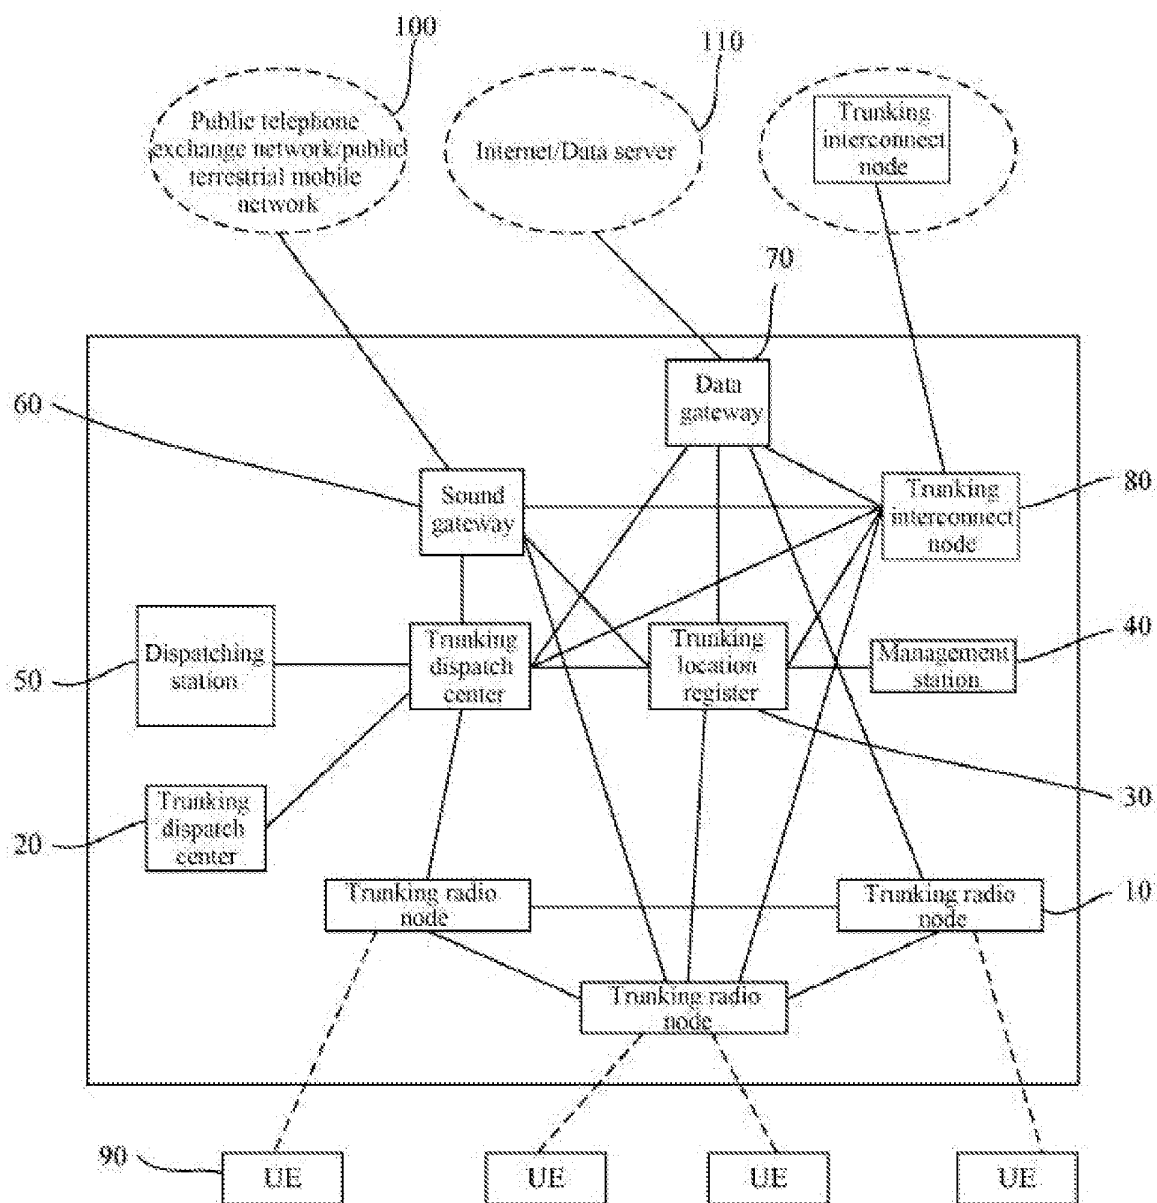 100
110
Public telephone
exchange network/public
terrestrial mobile
network
Internet/Data server
Trunking
interconnect
node
70
60
Data
gateway
Sound
gateway
Trunking
interconnect
node
80
Dispatching
station
50
Trunking
dispatch
center
Trunking
location
register
Management
station
40
30
Trunking
dispatch
center
20
Trunking radio
node
Trunking radio
node
10
Trunking radio
node
90
UE
UE
UE
UE